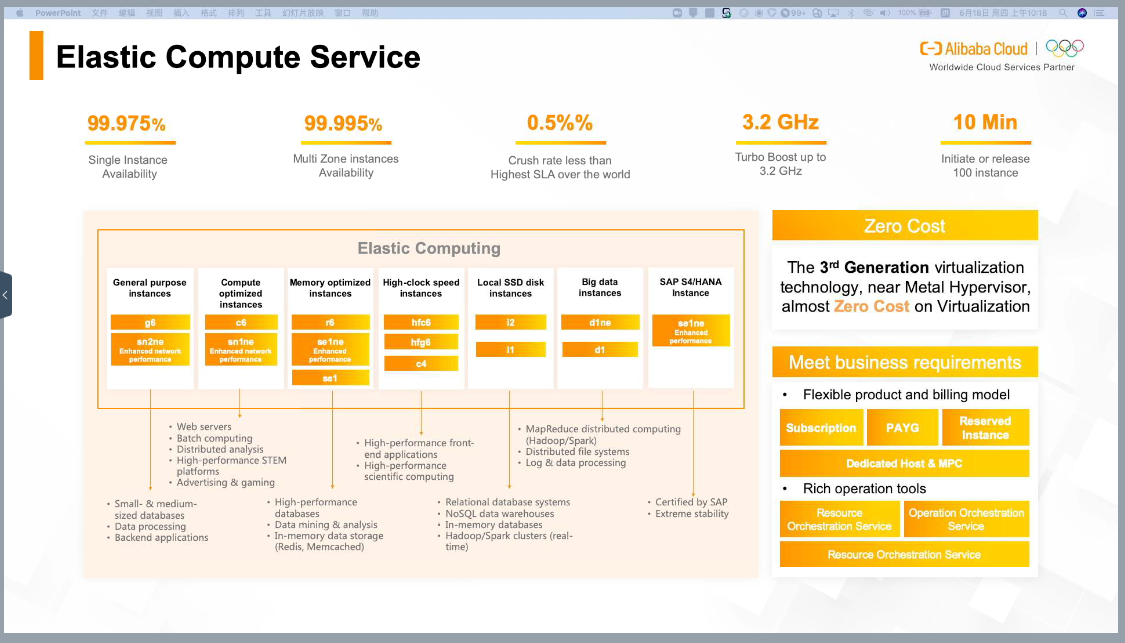 PowerPoint 文件 编辑 视图 插入 格式 排列 工具 幻灯片放映 窗口 帮助
99+ 100% 6月18日 周四 上午10:18
Elastic Compute Service
Alibaba Cloud
Worldwide Cloud Services Partner
99.975%
Single Instance
Availability
99.995%
Multi Zone instances
Availability
0.5%%
Crush rate less than
Highest SLA over the world
3.2 GHz
Turbo Boost up to
3.2 GHz
10 Min
Initiate or release
100 instance
Elastic Computing
General purpose
instances
g6
sn2ne
Enhanced network
performance
Compute
optimized
instances
c6
sn1ne
Enhanced network
performance
Memory optimized
instances
r6
se1ne
Enhanced
performance
se1
High-clock speed
instances
hfc6
hfg6
c4
Local SSD disk
instances
i2
i1
Big data
instances
d1ne
d1
SAP S4/HANA
Instance
se1ne
Enhanced
performance
• Web servers
• Batch computing
• Distributed analysis
• High-performance STEM
platforms
• Advertising & gaming
• High-performance front-
end applications
• High-performance
scientific computing
• MapReduce distributed computing
(Hadoop/Spark)
• Distributed file systems
• Log & data processing
• Small- & medium-
sized databases
• Data processing
• Backend applications
• High-performance
databases
• Data mining & analysis
• In-memory data storage
(Redis, Memcached)
• Relational database systems
• NoSQL data warehouses
• In-memory databases
• Hadoop/Spark clusters (real-
time)
• Certified by SAP
• Extreme stability
Zero Cost
The 3rd Generation virtualization
technology, near Metal Hypervisor,
almost Zero Cost on Virtualization
Meet business requirements
• Flexible product and billing model
Subscription
PAYG
Reserved
Instance
Dedicated Host & MPC
• Rich operation tools
Resource
Orchestration Service
Operation Orchestration
Service
Resource Orchestration Service